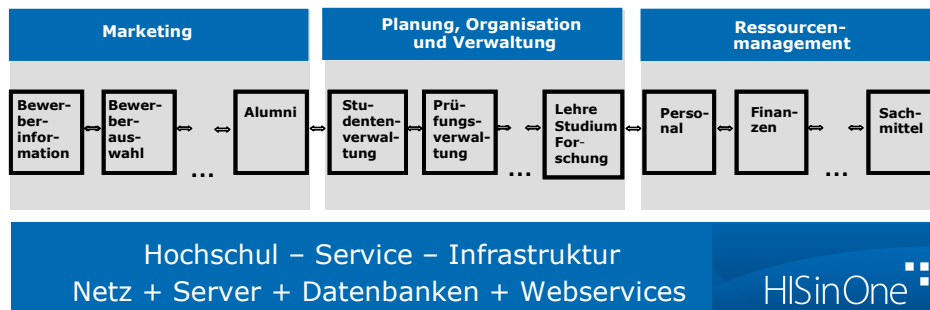 Marketing
Planung, Organisation
und Verwaltung
Ressourcen-
management
Bewer-
ber-
infor-
mation
Bewer-
ber-
aus-
wahl
...
Alumni
Stu-
denten-
verwal-
tung
Prü-
fungs-
verwal-
tung
...
Lehre
Studium
For-
schung
Perso-
nal
Finan-
zen
...
Sach-
mittel
Hochschul – Service – Infrastruktur
Netz + Server + Datenbanken + Webservices
HISinOne